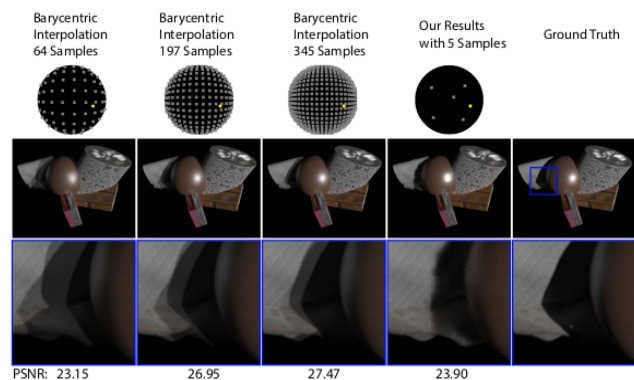 Barycentric
Interpolation
64 Samples
Barycentric
Interpolation
197 Samples
Barycentric
Interpolation
345 Samples
Our Results
with 5 Samples
Ground Truth
PSNR: 23.15
26.95
27.47
23.90